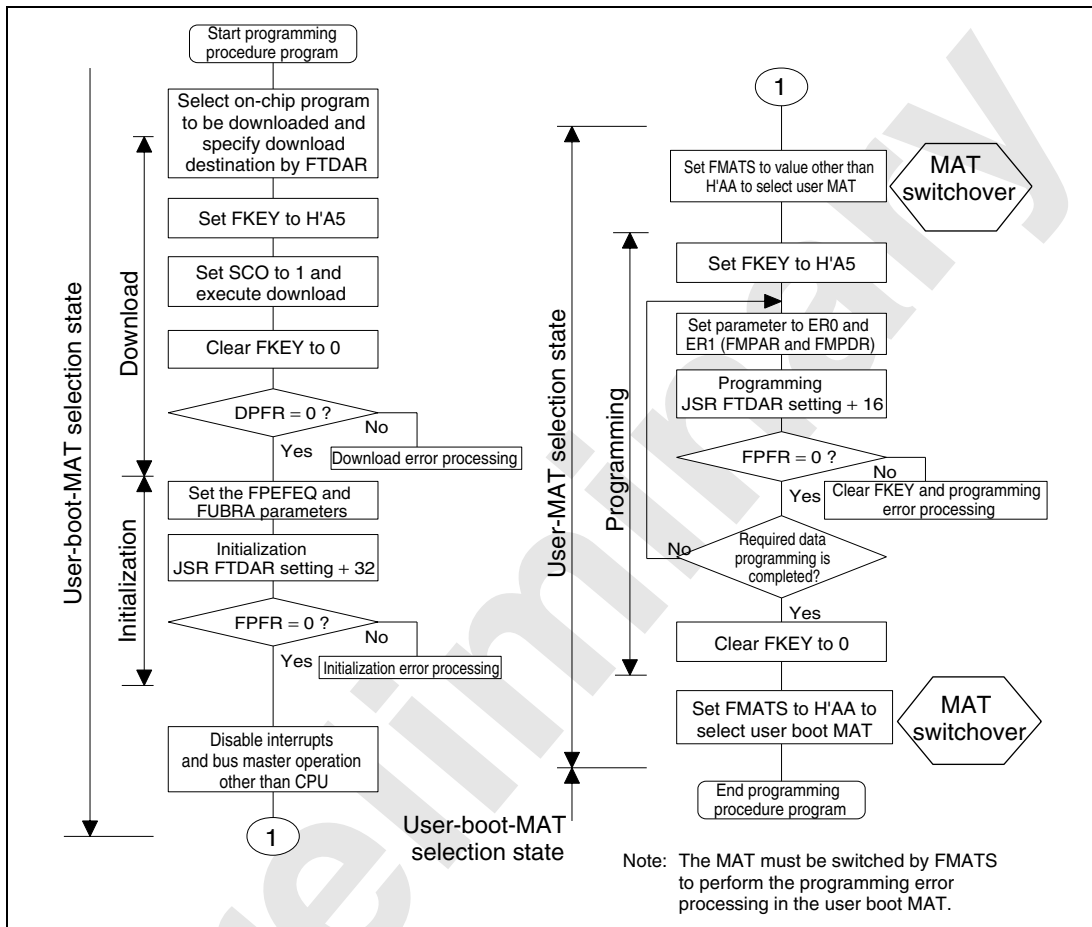 Start programming
procedure program
Select on-chip program
to be downloaded and
specify download
destination by FTDAR
Set FKEY to H'A5
Set SCO to 1 and
execute download
Clear FKEY to 0
DPFR = 0 ?
No
Yes
Download error processing
Set the FPEFEQ and
FUBRA parameters
Initialization
JSR FTDAR setting + 32
FPFR = 0 ?
No
Yes
Initialization error processing
Disable interrupts
and bus master operation
other than CPU
1
User-boot-MAT selection state
Download
Initialization
1
Set FMATS to value other than
H'AA to select user MAT
MAT
switchover
Set FKEY to H'A5
Set parameter to ER0 and
ER1 (FMPAR and FMPDR)
Programming
JSR FTDAR setting + 16
FPFR = 0 ?
No
Yes
Clear FKEY and programming
error processing
Required data
programming is
completed?
No
Yes
Clear FKEY to 0
Set FMATS to H'AA to
select user boot MAT
MAT
switchover
End programming
procedure program
User-MAT selection state
Programming
User-boot-MAT
selection state
Note: The MAT must be switched by FMATS
to perform the programming error
processing in the user boot MAT.
Preliminary